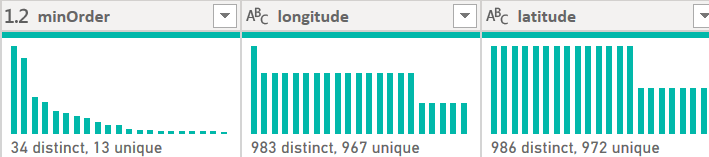 1.2 minOrder
ABC longitude
ABC latitude
34 distinct, 13 unique
983 distinct, 967 unique
986 distinct, 972 unique